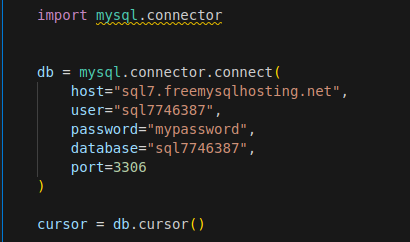 import mysql.connector
db = mysql.connector.connect(
    host="sql7.freemysqlhosting.net",
    user="sql7746387",
    password="mypassword",
    database="sql7746387",
    port=3306
)
cursor = db.cursor()